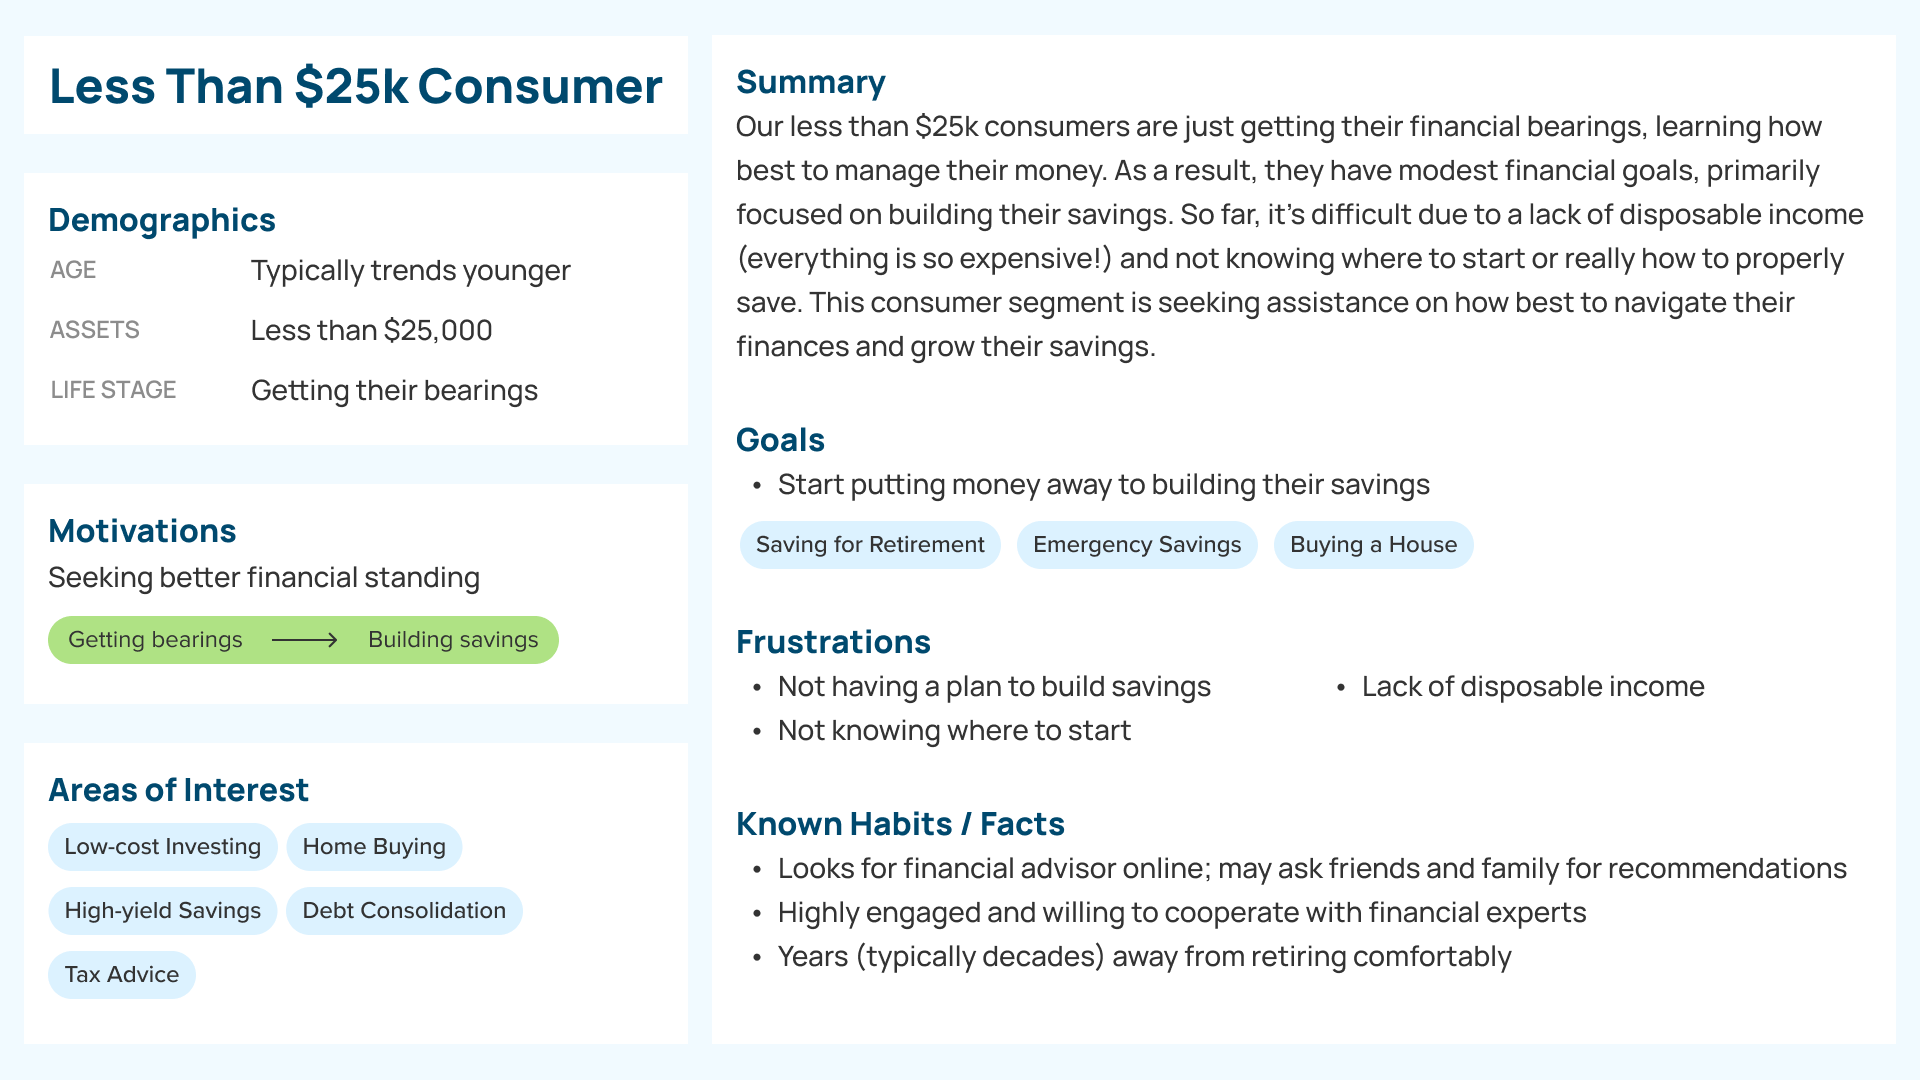 Less Than $25k Consumer
Demographics
AGE Typically trends younger
ASSETS Less than $25,000
LIFE STAGE Getting their bearings
Motivations
Seeking better financial standing
Getting bearings → Building savings
Areas of Interest
Low-cost Investing Home Buying
High-yield Savings Debt Consolidation
Tax Advice
Summary
Our less than $25k consumers are just getting their financial bearings, learning how
best to manage their money. As a result, they have modest financial goals, primarily
focused on building their savings. So far, it's difficult due to a lack of disposable income
(everything is so expensive!) and not knowing where to start or really how to properly
save. This consumer segment is seeking assistance on how best to navigate their
finances and grow their savings.
Goals
• Start putting money away to building their savings
Saving for Retirement Emergency Savings Buying a House
Frustrations
• Not having a plan to build savings
• Not knowing where to start
• Lack of disposable income
Known Habits / Facts
• Looks for financial advisor online; may ask friends and family for recommendations
• Highly engaged and willing to cooperate with financial experts
• Years (typically decades) away from retiring comfortably